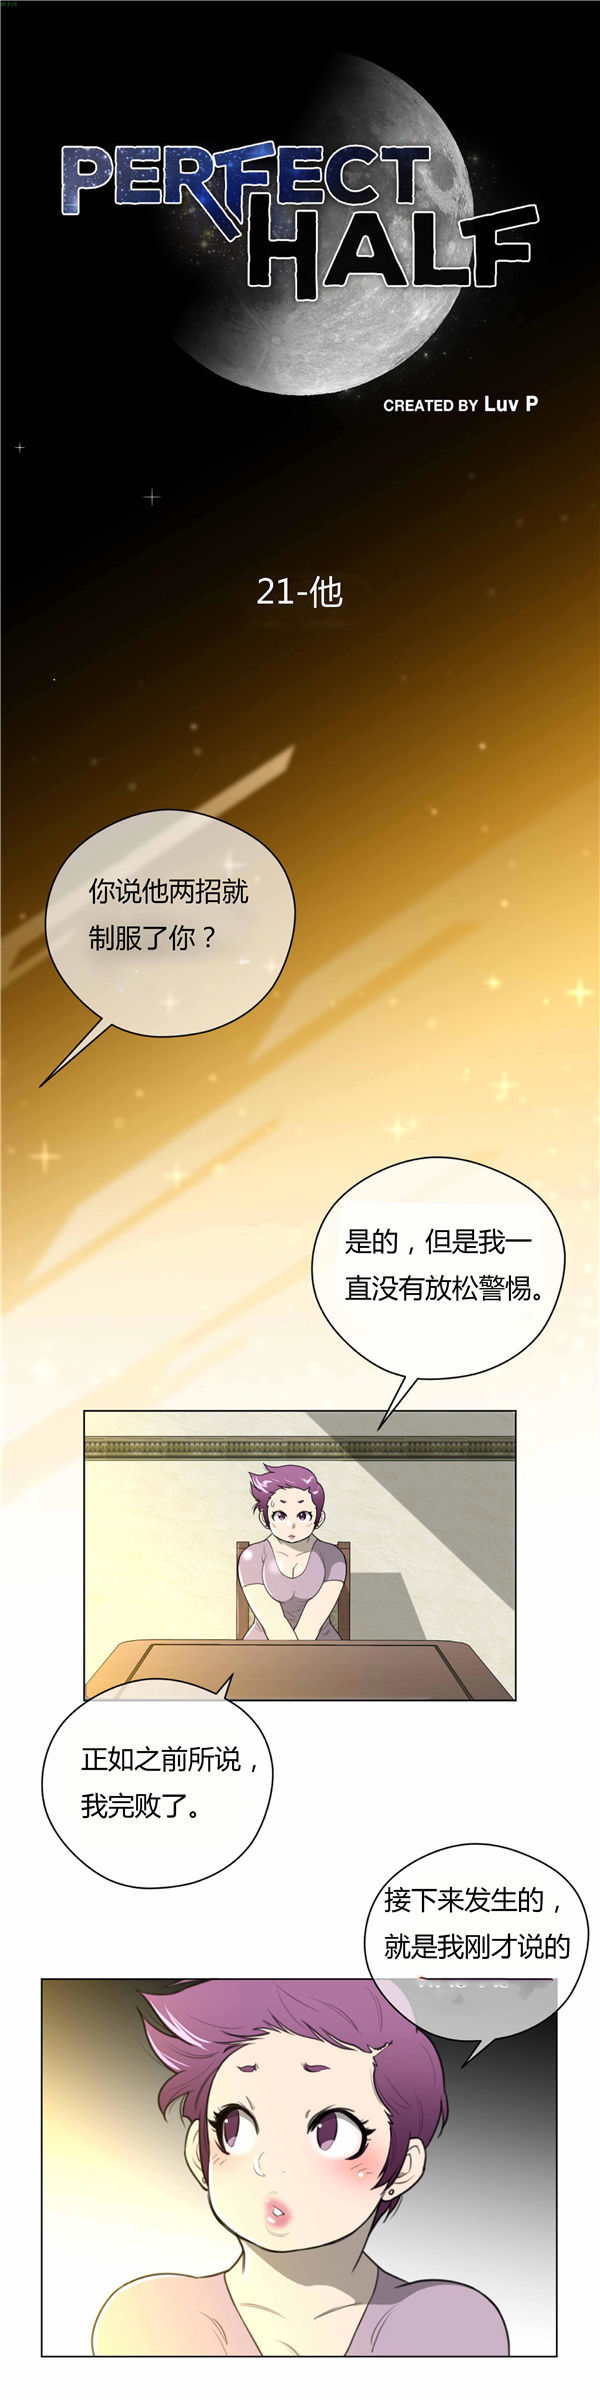 PERFECT
HALF
CREATED BY Luv P
21-他
你说他两招就
制服了你？
是的，但是我一
直没有放松警惕。
正如之前所说，
我完败了。
接下来发生的，
就是我刚才说的